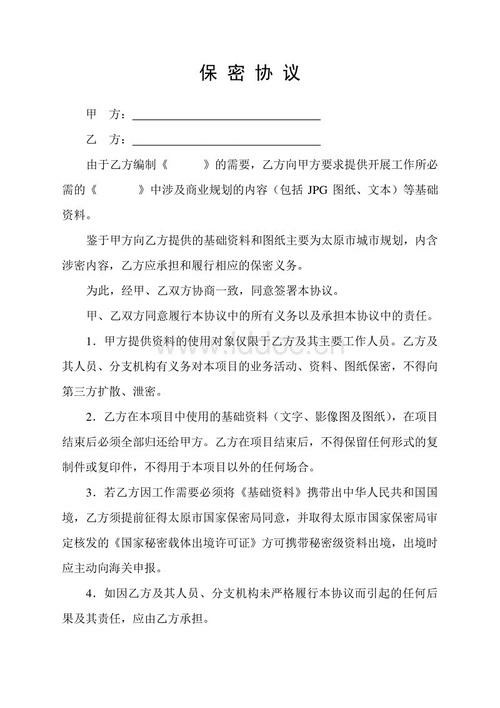 保 密 协 议
甲　方：
乙　方：
由于乙方编制《　　　》的需要，乙方向甲方要求提供开展工作所必
需的《　　　》中涉及商业规划的内容（包括 JPG 图纸、文本）等基础
资料。
鉴于甲方向乙方提供的基础资料和图纸主要为太原市城市规划，内含
涉密内容，乙方应承担和履行相应的保密义务。
为此，经甲、乙双方协商一致，同意签署本协议。
甲、乙双方同意履行本协议中的所有义务以及承担本协议中的责任。
1．甲方提供资料的使用对象仅限于乙方及其主要工作人员。乙方及
其人员、分支机构有义务对本项目的业务活动、资料、图纸保密，不得向
第三方扩散、泄密。
2．乙方在本项目中使用的基础资料（文字、影像图及图纸），在项目
结束后必须全部归还给甲方。乙方在项目结束后，不得保留任何形式的复
制件或复印件，不得用于本项目以外的任何场合。
3．若乙方因工作需要必须将《基础资料》携带出中华人民共和国国
境，乙方须提前征得太原市国家保密局同意，并取得太原市国家保密局审
定核发的《国家秘密载体出境许可证》方可携带秘密级资料出境，出境时
应主动向海关申报。
4．如因乙方及其人员、分支机构未严格履行本协议而引起的任何后
果及其责任，应由乙方承担。